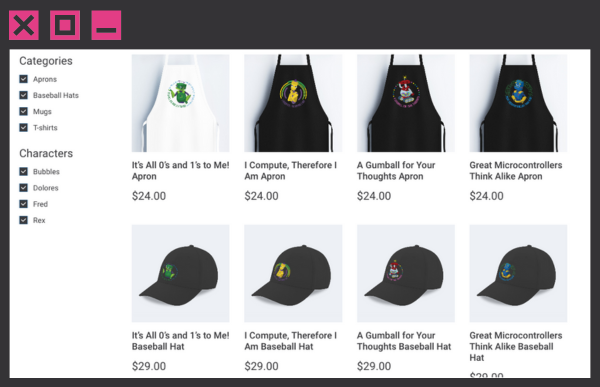 Categories
Aprons
Baseball Hats
Mugs
T-shirts
Characters
Bubbles
Dolores
Fred
Rex
It's All 0's and 1's to Me!
Apron
$24.00
I Compute, Therefore I
Am Apron
$24.00
A Gumball for Your
Thoughts Apron
$24.00
Great Microcontrollers
Think Alike Apron
$24.00
It's All 0's and 1's to Me!
Baseball Hat
$29.00
I Compute, Therefore I
Am Baseball Hat
$29.00
A Gumball for Your
Thoughts Baseball Hat
$29.00
Great Microcontrollers
Think Alike Baseball
Hat
$29.00